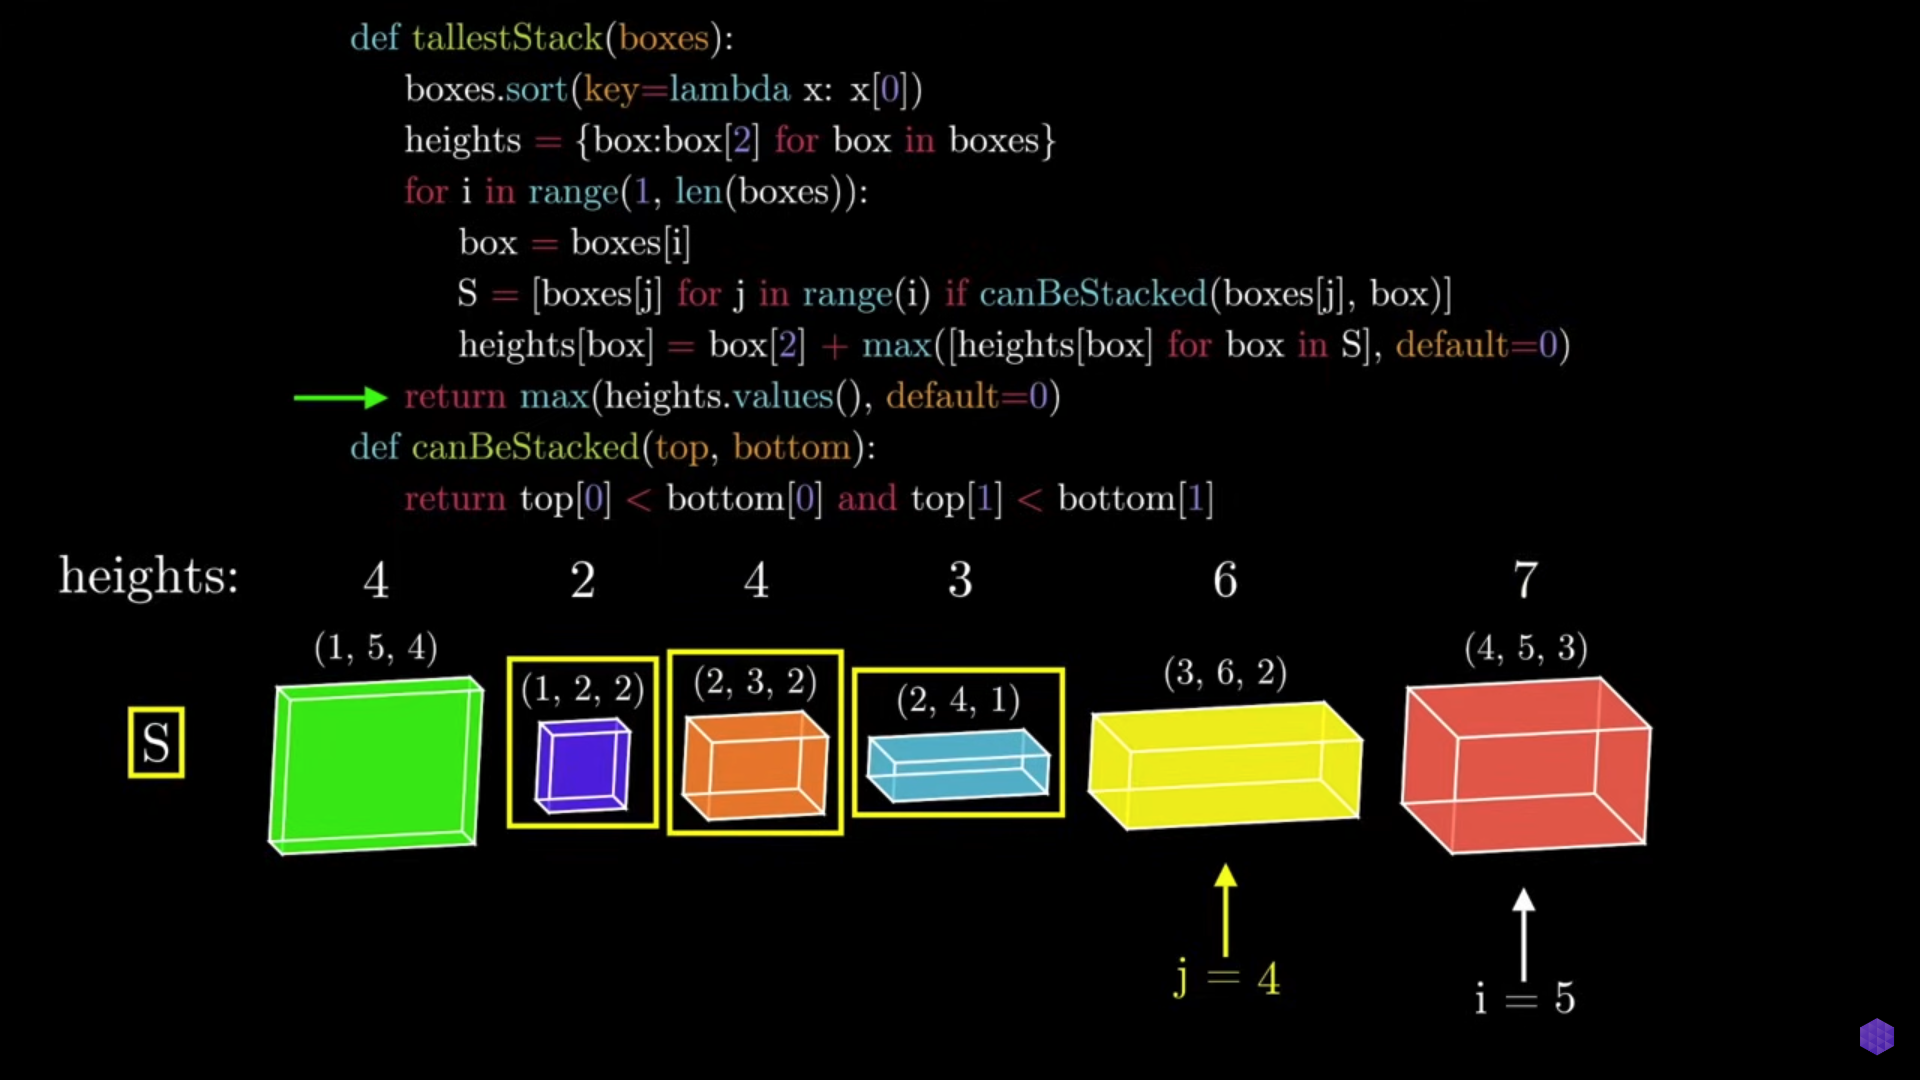 def tallestStack(boxes):
boxes.sort(key=lambda x: x[0])
heights = {box:box[2] for box in boxes}
for i in range(1, len(boxes)):
box = boxes[i]
S = [boxes[j] for j in range(i) if canBeStacked(boxes[j], box)]
heights[box] = box[2] + max([heights[box] for box in S], default=0)
return max(heights.values(), default=0)
def canBeStacked(top, bottom):
return top[0] < bottom[0] and top[1] < bottom[1]
heights: 4 2 4 3 6 7
(1, 5, 4) (1, 2, 2) (2, 3, 2) (2, 4, 1) (3, 6, 2) (4, 5, 3)
S
j = 4
i = 5